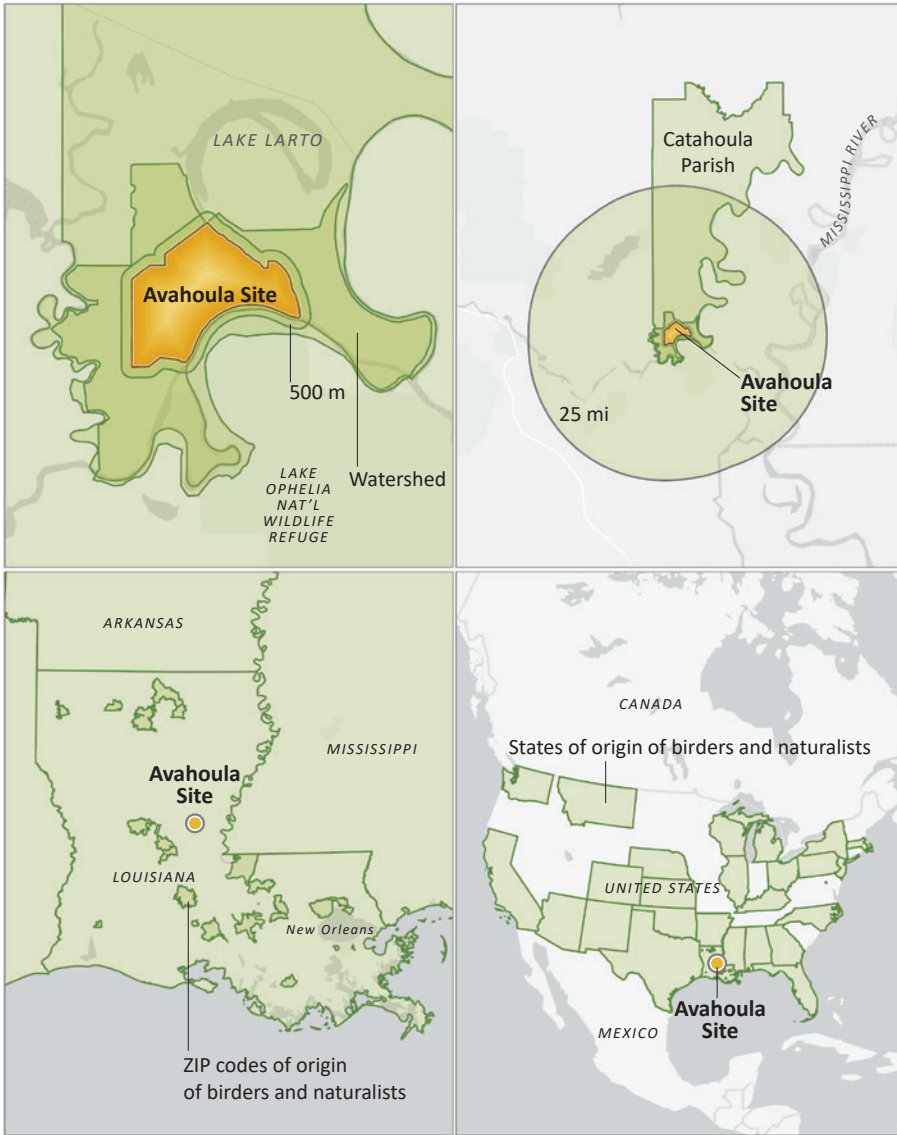 LAKE LARTO
Avahoula Site
500 m
Watershed
LAKE
OPHELIA
NAT'L
WILDLIFE
REFUGE
Catahoula
Parish
MISSISSIPPI RIVER
Avahoula
Site
25 mi
ARKANSAS
MISSISSIPPI
Avahoula
Site
LOUISIANA
New Orleans
ZIP codes of origin
of birders and naturalists
CANADA
States of origin of birders and naturalists
UNITED STATES
Avahoula
Site
MEXICO